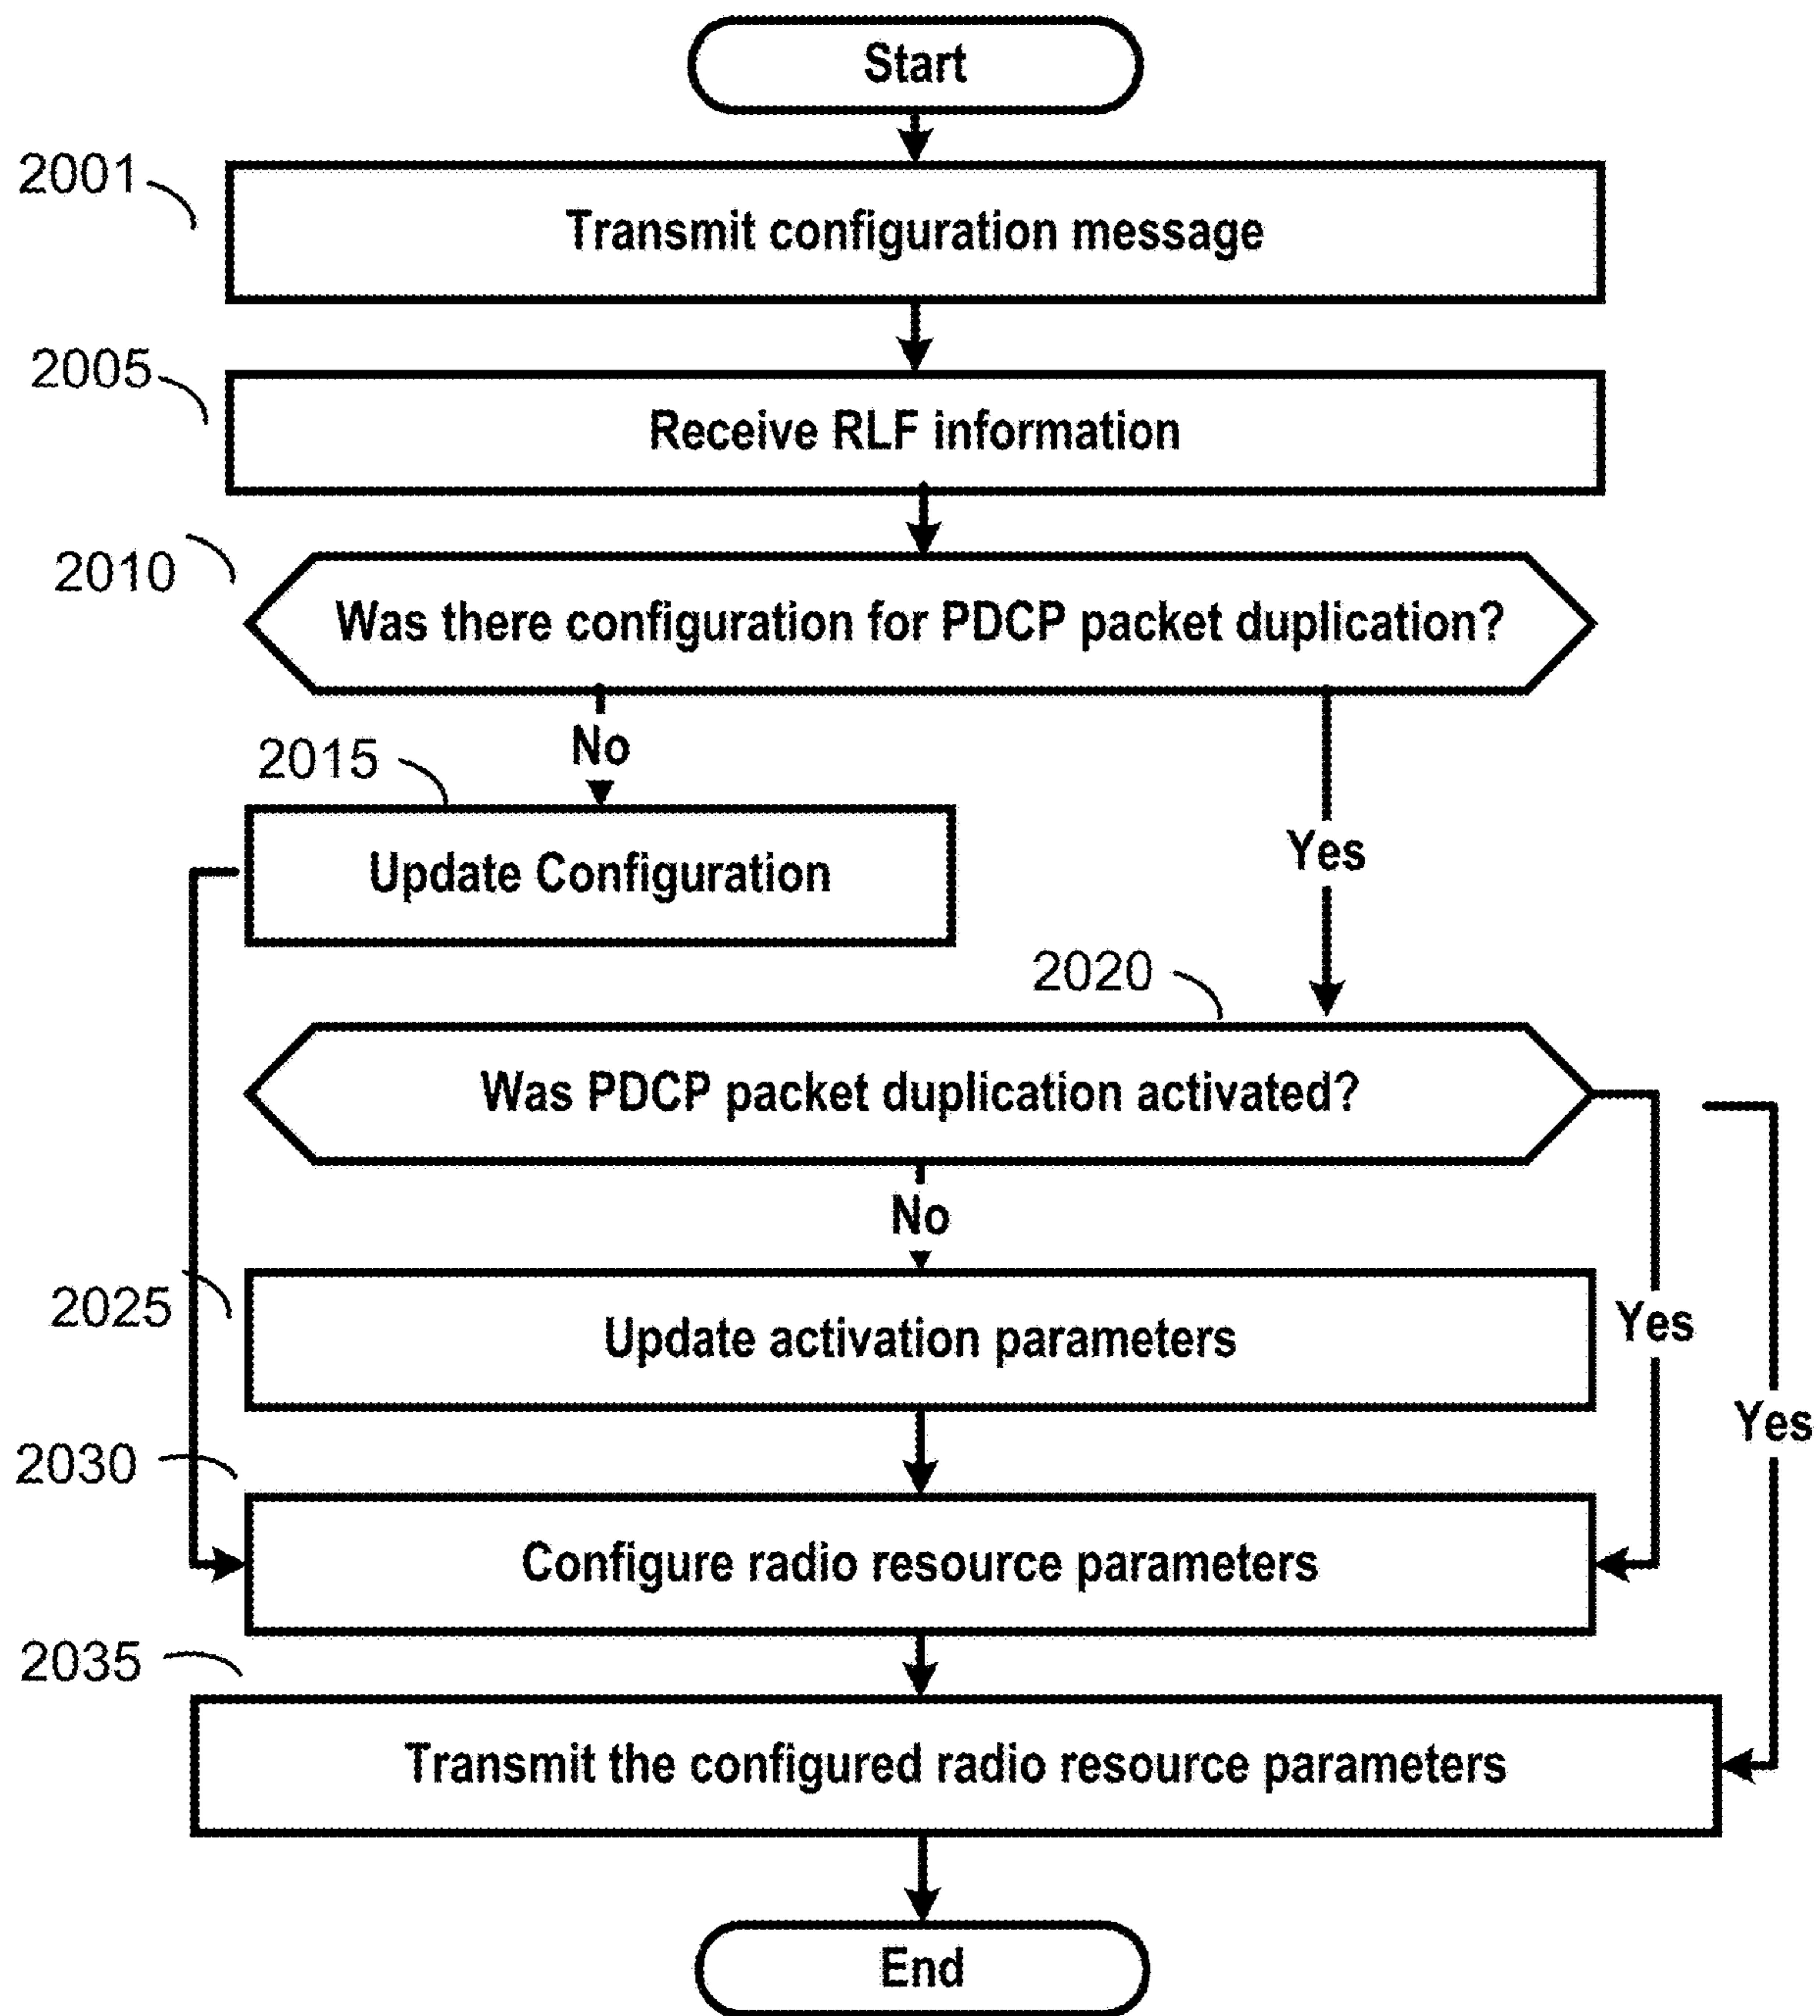 Start
2001
Transmit configuration message
2005
Receive RLF information
2010
Was there configuration for PDCP packet duplication?
No
2015
Update Configuration
Yes
2020
Was PDCP packet duplication activated?
No
2025
Update activation parameters
Yes
Yes
2030
Configure radio resource parameters
2035
Transmit the configured radio resource parameters
End